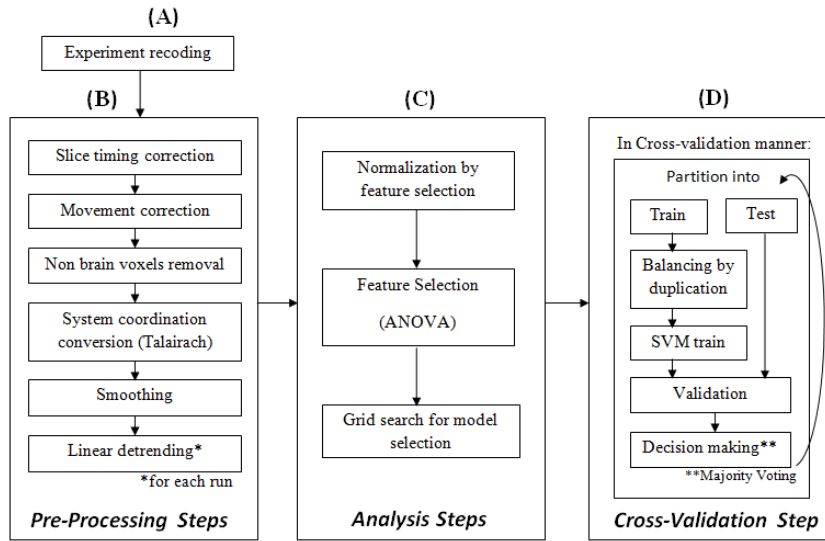 (A)
Experiment recoding
(B)
Slice timing correction
Movement correction
Non brain voxels removal
System coordination
conversion (Talairach)
Smoothing
Linear detrending*
*for each run
Pre-Processing Steps
(C)
Normalization by
feature selection
Feature Selection
(ANOVA)
Grid search for model
selection
Analysis Steps
(D)
In Cross-validation manner:
Partition into
Train
Test
Balancing by
duplication
SVM train
Validation
Decision making**
**Majority Voting
Cross-Validation Step